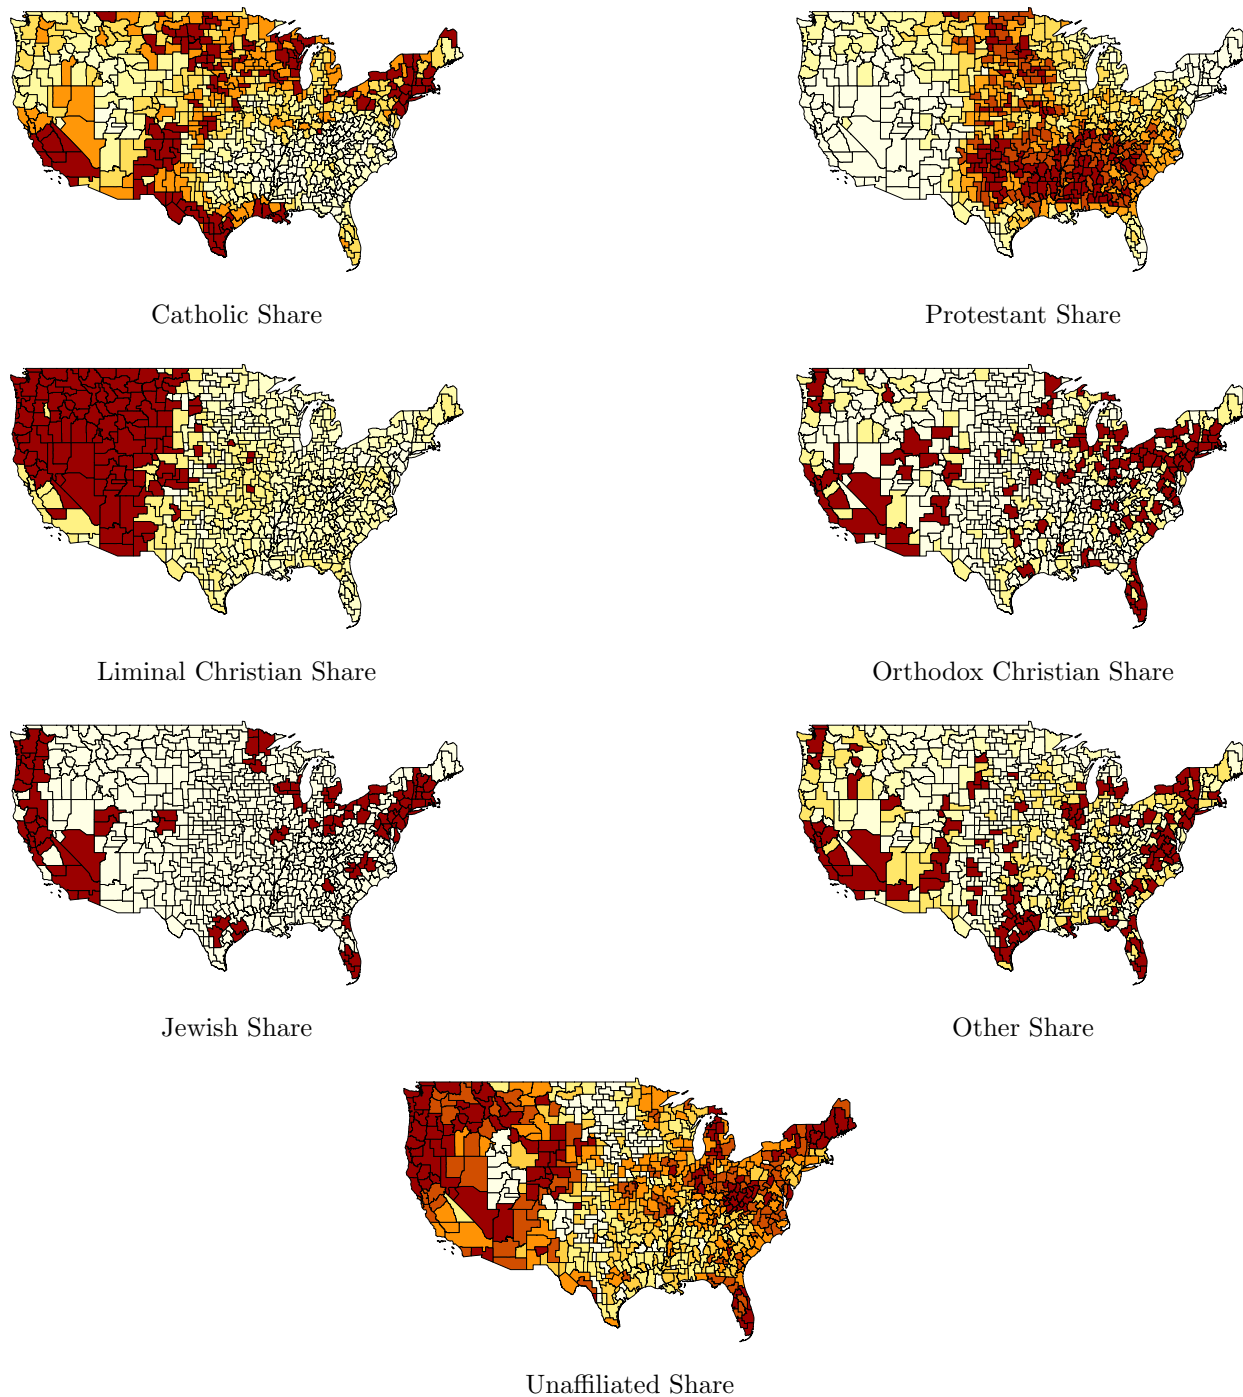 Catholic Share
Protestant Share
Liminal Christian Share
Orthodox Christian Share
Jewish Share
Other Share
Unaffiliated Share